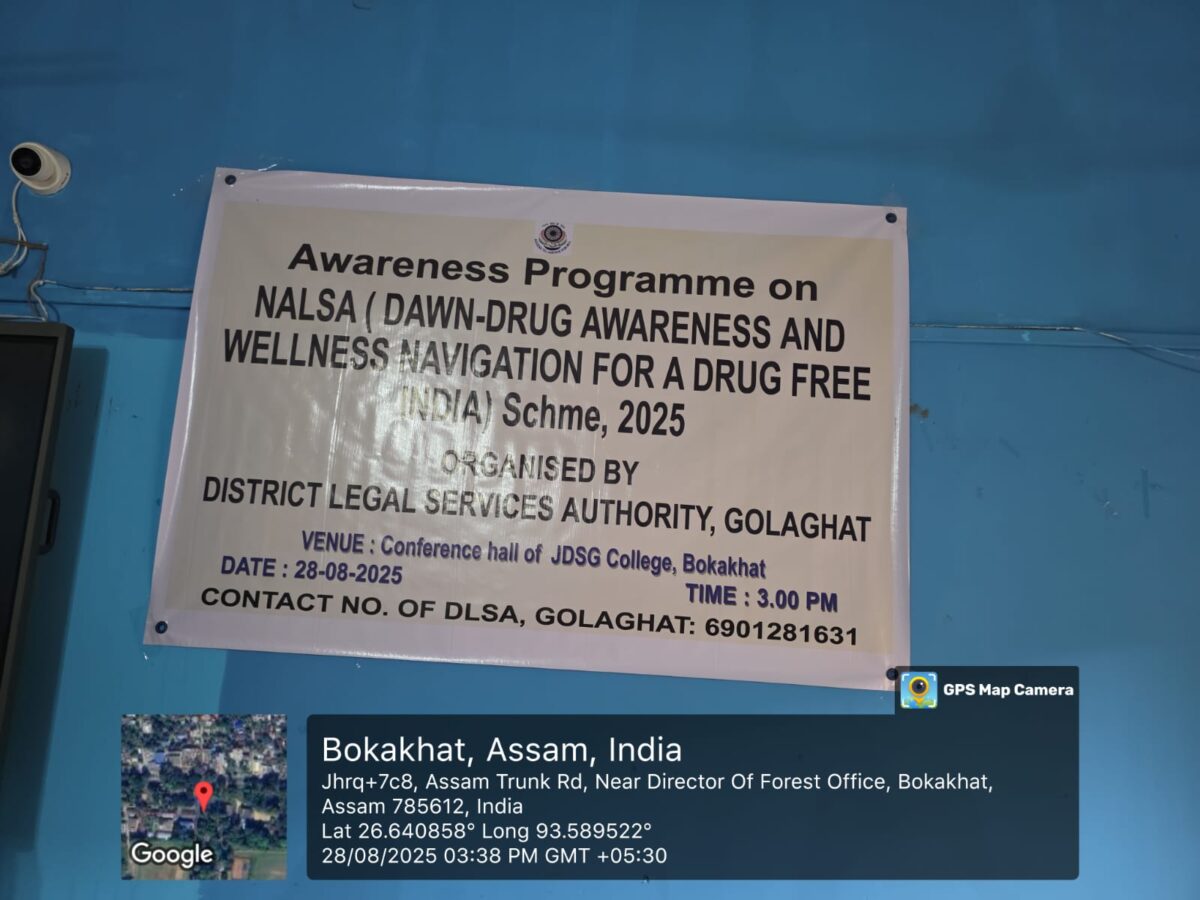 Awareness Programme on
NALSA ( DAWN-DRUG AWARENESS AND
WELLNESS NAVIGATION FOR A DRUG FREE
INDIA) Schme, 2025
ORGANISED BY
DISTRICT LEGAL SERVICES AUTHORITY, GOLAGHAT
VENUE : Conference hall of JDSG College, Bokakhat
DATE : 28-08-2025
TIME : 3.00 PM
CONTACT NO. OF DLSA, GOLAGHAT: 6901281631
GPS Map Camera
Bokakhat, Assam, India
Jhrq+7c8, Assam Trunk Rd, Near Director Of Forest Office, Bokakhat,
Assam 785612, India
Lat 26.640858° Long 93.589522°
28/08/2025 03:38 PM GMT +05:30
Google